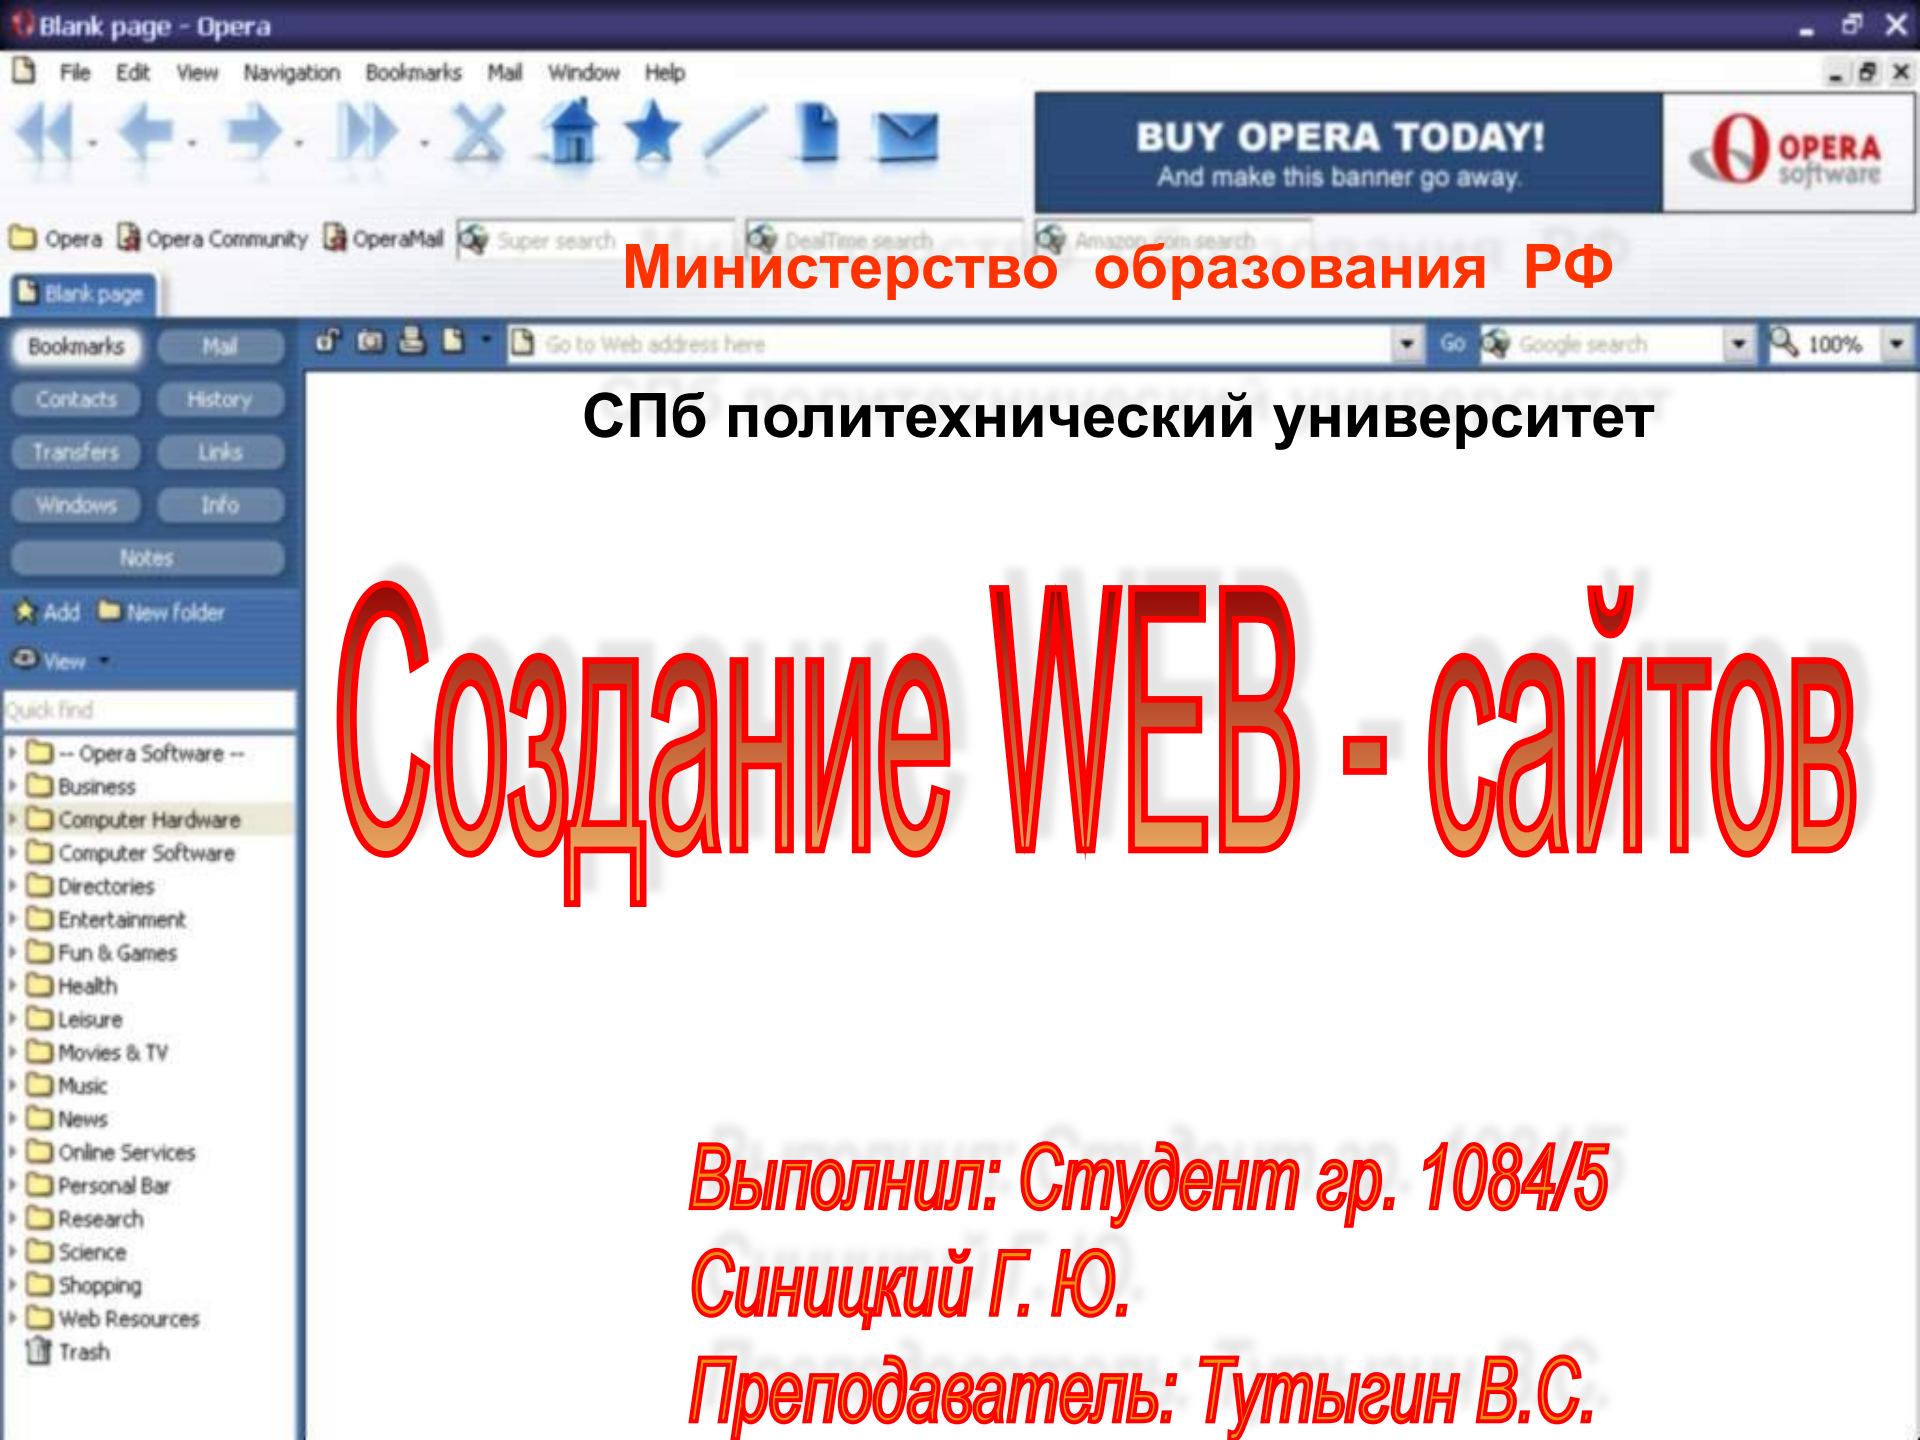 Blank page - Opera
File Edit View Navigation Bookmarks Mail Window Help
BUY OPERA TODAY!
And make this banner go away.
OPERA
software
Opera Opera Community OperaMail Super search DealTime search Amazon.com search
Министерство образования РФ
Blank page
Bookmarks Mail
Go to Web address here Go Google search 100%
Contacts History
СПб политехнический университет
Transfers Links
Windows Info
Notes
Add New folder
View
Quick find
Создание WEB - сайтов
-- Opera Software --
Business
Computer Hardware
Computer Software
Directories
Entertainment
Fun & Games
Health
Leisure
Movies & TV
Music
News
Online Services
Personal Bar
Research
Science
Shopping
Web Resources
Trash
Выполнил: Студент гр. 1084/5
Синицкий Г. Ю.
Преподаватель: Тутыгин В.С.